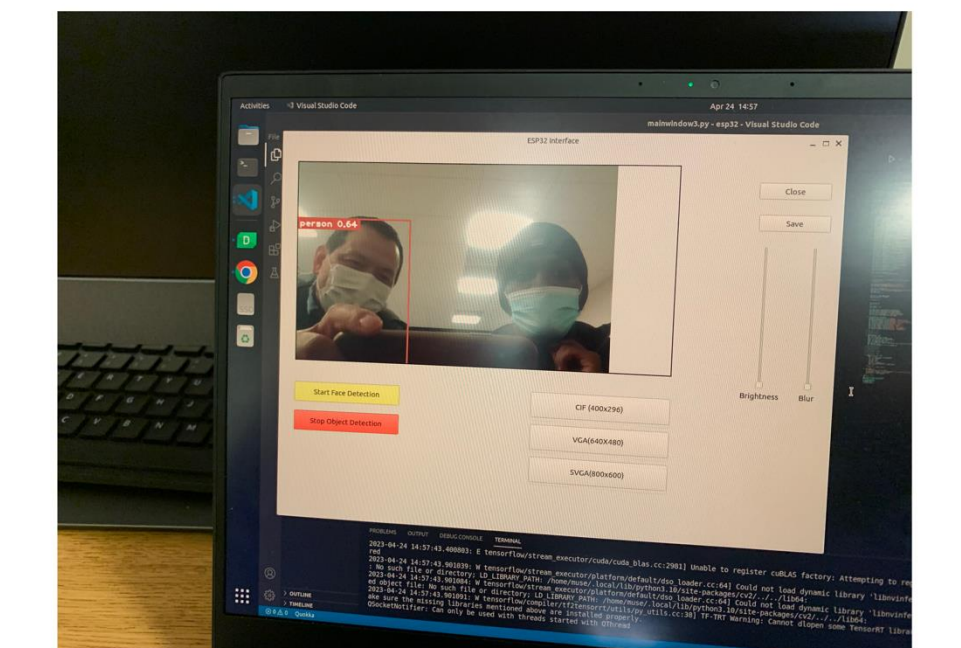 Activities
Visual Studio Code
Apr 24 14:57
mainwindow3.py - esp32 - Visual Studio Code
File
ESP32 Interface
Close
Save
person 0.64
Brightness
Blur
Start Face Detection
Stop Object Detection
CIF (400x296)
VGA(640X480)
SVGA(800x600)
PROBLEMS OUTPUT DEBUG CONSOLE TERMINAL
2023-04-24 14:57:43.400803: E tensorflow/stream_executor/cuda/cuda_blas.cc:2981] Unable to register cuBLAS factory: Attempting to
red
2023-04-24 14:57:43.901039: W tensorflow/stream_executor/platform/default/dso_loader.cc:64] Could not load dynamic library
: No such file or directory; LD_LIBRARY_PATH: /home/muse/.local/lib/python3.10/site-packages/cv2/../../lib64:
2023-04-24 14:57:43.901084: W tensorflow/stream_executor/platform/default/dso_loader.cc:64] Could not load dynamic library
ed object file: No such file or directory; LD_LIBRARY_PATH: /home/muse/.local/lib/python3.10/site-packages/cv2/../../lib64:
2023-04-24 14:57:43.901091: W tensorflow/compiler/tf2tensorrt/utils/py_utils.cc:38] TF-TRT Warning: Cannot dlopen some TensorRT
ake sure the missing libraries mentioned above are installed properly.
QSocketNotifier: Can only be used with threads started with QThread
OUTLINE
TIMELINE
0 0 Quokka